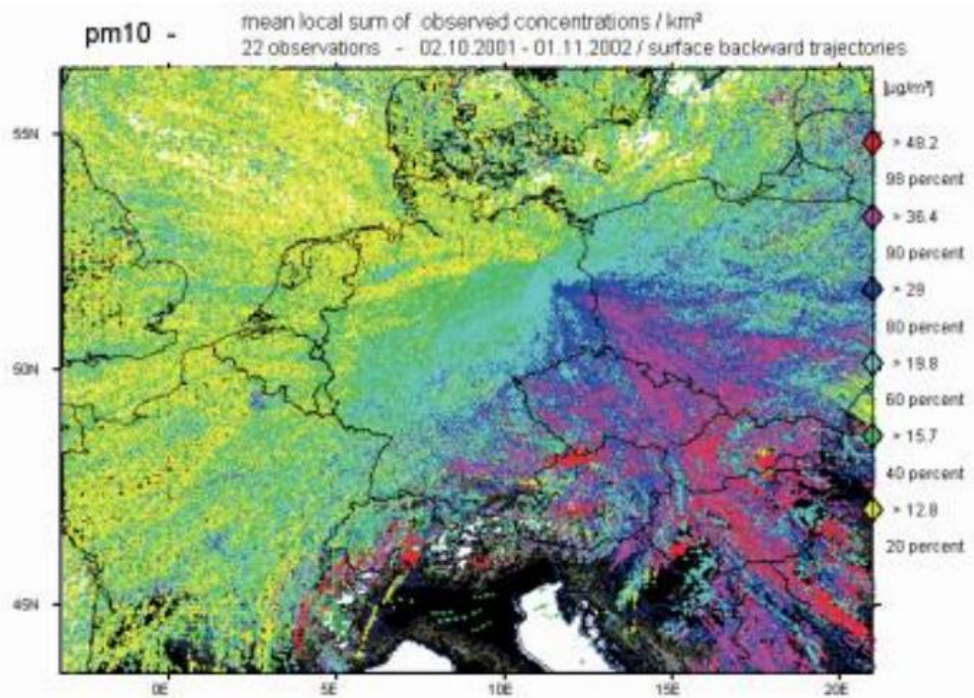 pm10 - mean local sum of observed concentrations / km²
22 observations - 02.10.2001 - 01.11.2002 / surface backward trajectories
[µg/m³]
55N
> 48.2
98 percent
> 36.4
90 percent
> 29
80 percent
50N
> 19.8
60 percent
> 15.7
40 percent
> 12.8
20 percent
45N
0E 5E 10E 15E 20E